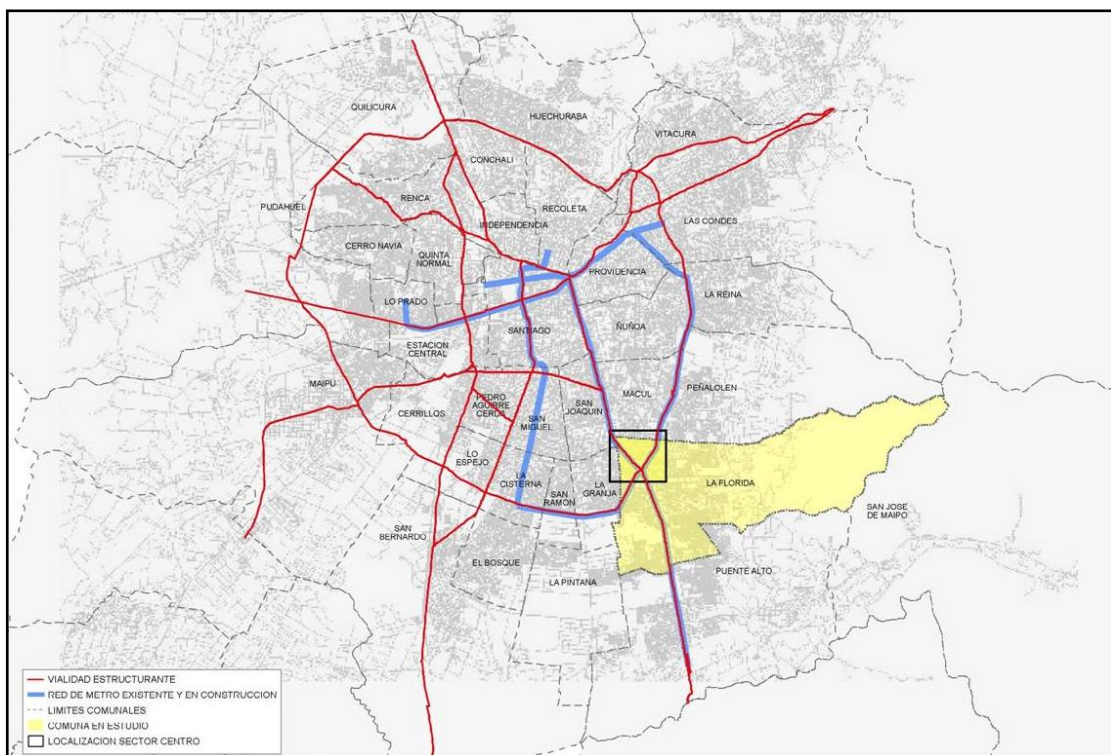 QUILICURA
HUECHURABA
VITACURA
CONCHALI
RENCA
RECOLETA
PUDAHUEL
INDEPENDENCIA
LAS CONDES
CERRO NAVIA
QUINTA
NORMAL
PROVIDENCIA
LA REINA
LO PRADO
SANTIAGO
ÑUÑOA
ESTACION
CENTRAL
MAIPU
CERRILLOS
PEDRO
AGUIRRE
CERDA
SAN
MIGUEL
SAN
JOAQUIN
MACUL
PEÑALOLEN
LO
ESPEJO
LA
CISTERNA
SAN
RAMON
LA
GRANJA
LA FLORIDA
SAN JOSE
DE MAIPO
SAN
BERNARDO
EL BOSQUE
LA PINTANA
PUENTE ALTO
VIALIDAD ESTRUCTURANTE
RED DE METRO EXISTENTE Y EN CONSTRUCCION
LIMITES COMUNALES
COMUNA EN ESTUDIO
LOCALIZACION SECTOR CENTRO